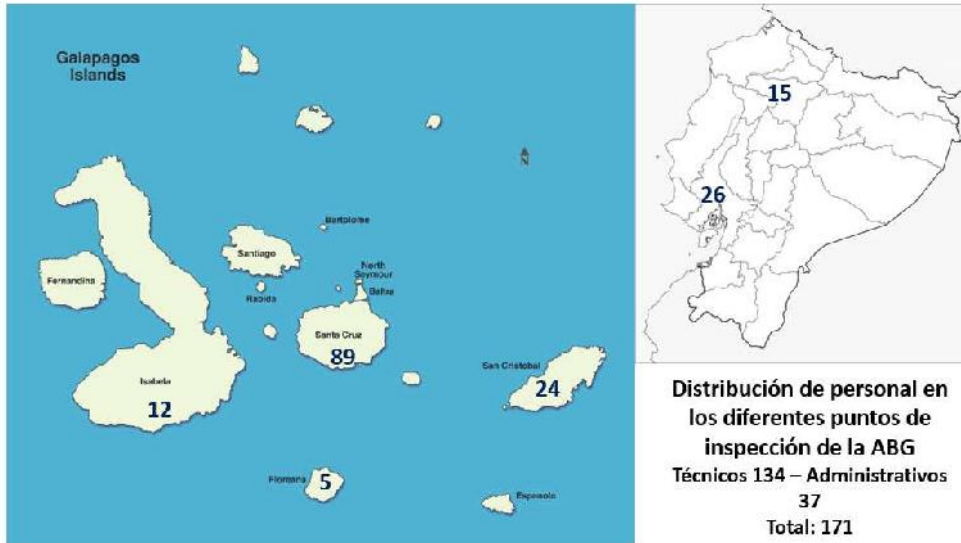 Galapagos
Islands
N
Bartolome
Santiago
North
Seymour
Fernandina
Rabida
Baltra
Santa Cruz
89
Isabela
12
San Cristobal
24
Floreana
5
Espanola
15
26
Distribución de personal en
los diferentes puntos de
inspección de la ABG
Técnicos 134 – Administrativos
37
Total: 171